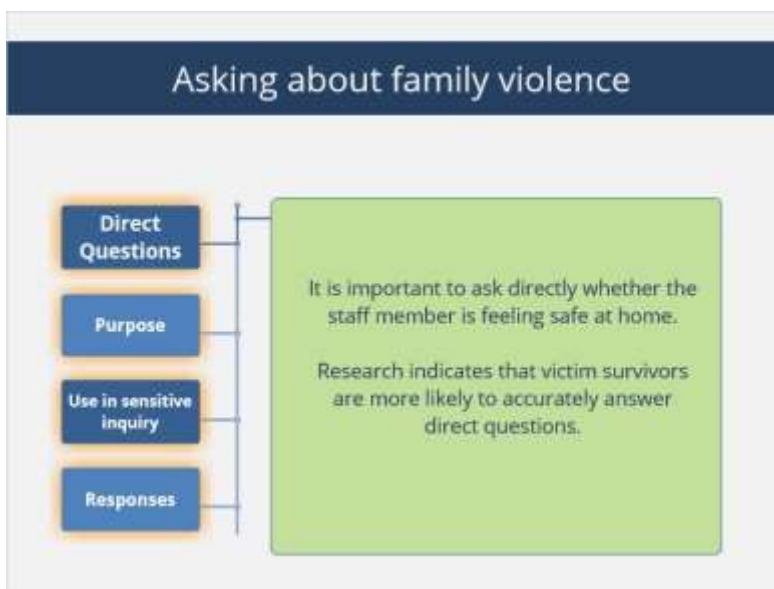 Asking about family violence
Direct
Questions
Purpose
Use in sensitive
inquiry
Responses
It is important to ask directly whether the
staff member is feeling safe at home.
Research indicates that victim survivors
are more likely to accurately answer
direct questions.